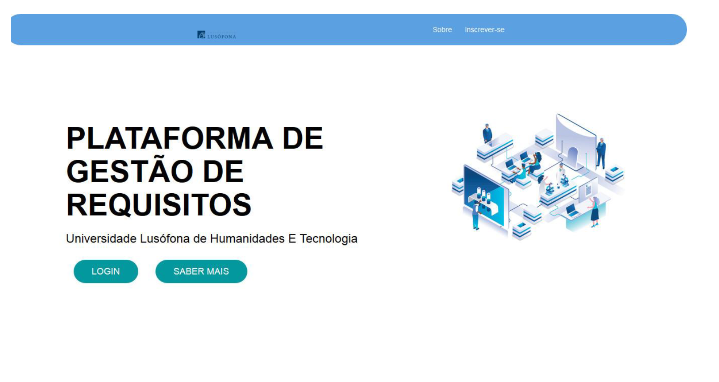 LUSÓFONA
Sobre
Inscrever-se
PLATAFORMA DE
GESTÃO DE
REQUISITOS
Universidade Lusófona de Humanidades E Tecnologia
LOGIN
SABER MAIS